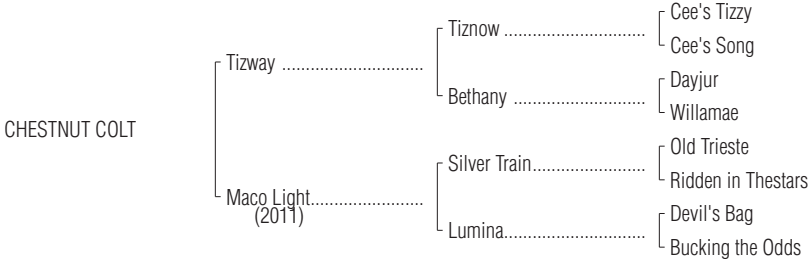 Cee's Tizzy
Tiznow ..............................
Cee's Song
Tizway ..............................
Dayjur
Bethany ............................
Willamae
CHESTNUT COLT
Old Trieste
Silver Train........................
Ridden in Thestars
Maco Light........................
(2011)
Devil's Bag
Lumina..............................
Bucking the Odds